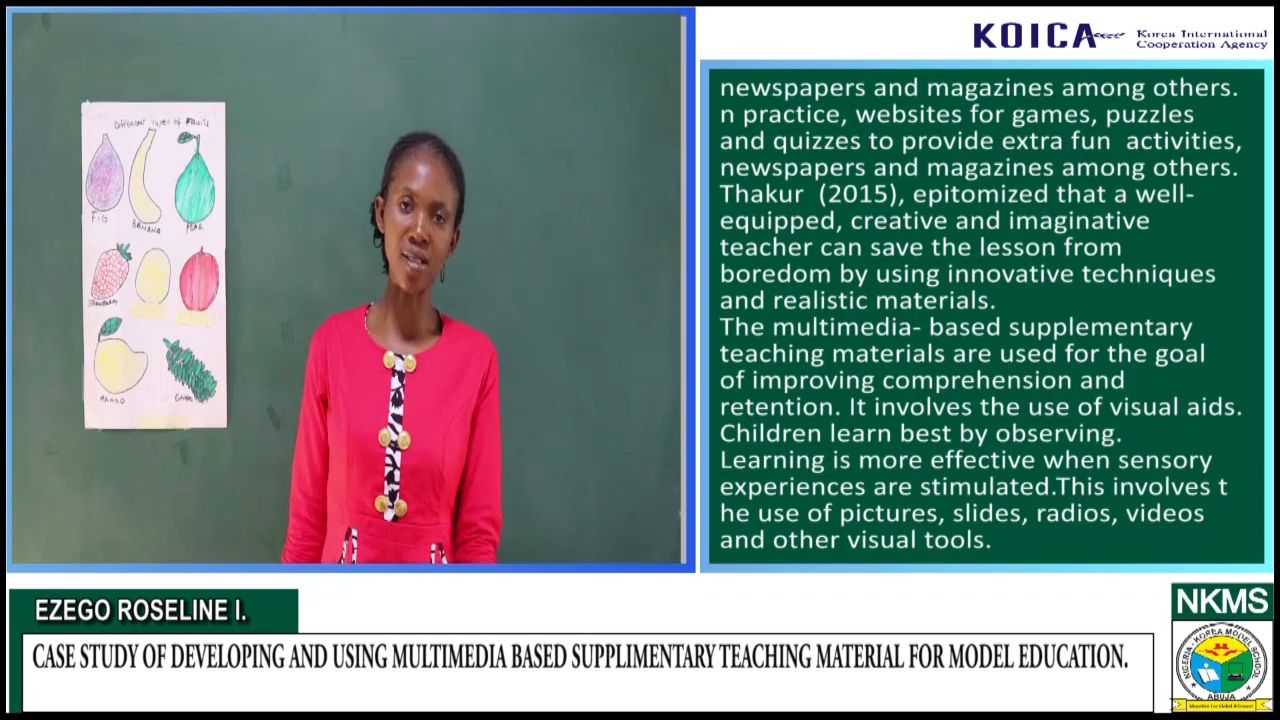 DIFFERENT TYPES OF FRUITS
FIG
BANANA
PEAR
STRAWBERRY
MANGO
KOICA
Korea International
Cooperation Agency
newspapers and magazines among others.
n practice, websites for games, puzzles
and quizzes to provide extra fun activities,
newspapers and magazines among others.
Thakur (2015), epitomized that a well-
equipped, creative and imaginative
teacher can save the lesson from
boredom by using innovative techniques
and realistic materials.
The multimedia- based supplementary
teaching materials are used for the goal
of improving comprehension and
retention. It involves the use of visual aids.
Children learn best by observing.
Learning is more effective when sensory
experiences are stimulated.This involves t
he use of pictures, slides, radios, videos
and other visual tools.
EZEGO ROSELINE I.
CASE STUDY OF DEVELOPING AND USING MULTIMEDIA BASED SUPPLIMENTARY TEACHING MATERIAL FOR MODEL EDUCATION.
NKMS
NIGERIA KOREA MODEL SCHOOL
ABUJA